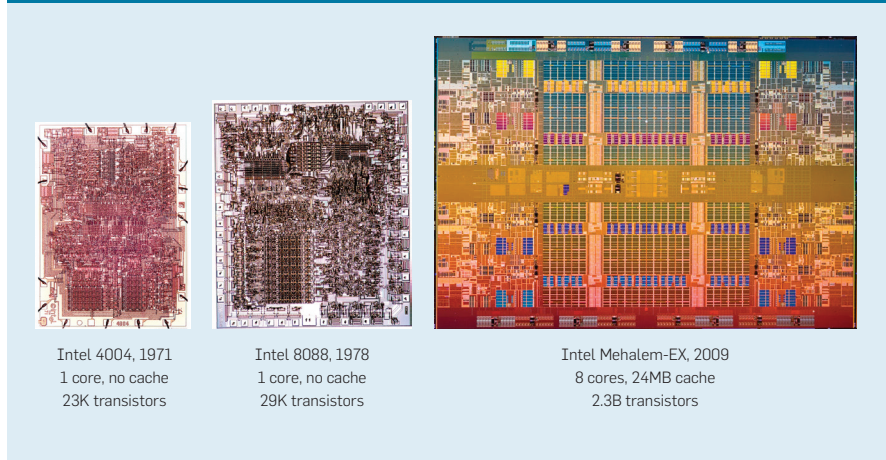 4004
Intel 4004, 1971
1 core, no cache
23K transistors
Intel 8088, 1978
1 core, no cache
29K transistors
Intel Mehalem-EX, 2009
8 cores, 24MB cache
2.3B transistors